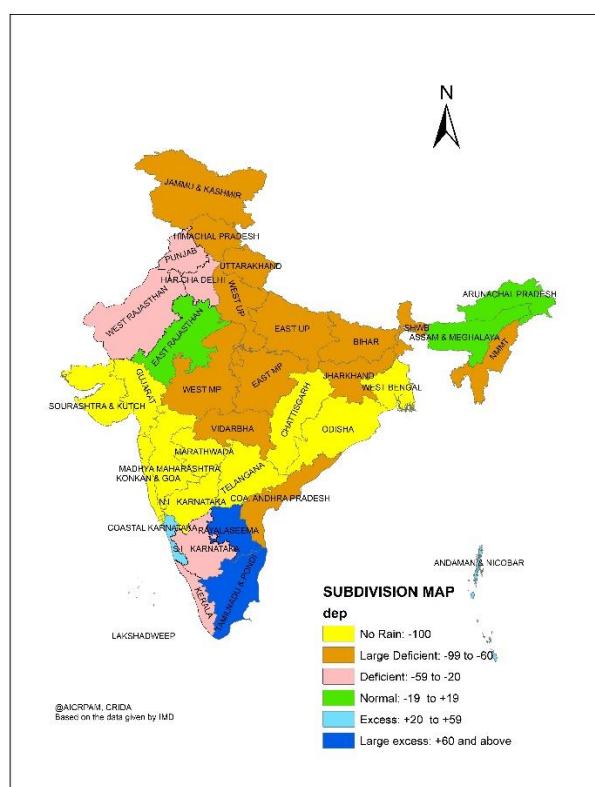 N
JAMMU & KASHMIR
HIMACHAL PRADESH
PUNJAB
UTTARAKHAND
HAR CHA DELHI
WEST RAJASTHAN
WEST UP
EAST RAJASTHAN
EAST UP
BIHAR
ARUNACHAL PRADESH
SHWB
ASSAM & MEGHALAYA
NMMT
JHARKHAND
WEST BENGAL
GUJARAT
SOURASHTRA & KUTCH
WEST MP
EAST MP
CHATTISGARH
VIDARBHA
ODISHA
MARATHWADA
MADHYA MAHARASHTRA
KONKAN & GOA
TELANGANA
N.I KARNATAKA
COA. ANDHRA PRADESH
COASTAL KARNATAKA
RAYALASEEMA
S.I KARNATAKA
KERALA
TAMILNADU & PONDI
ANDAMAN & NICOBAR
LAKSHADWEEP
SUBDIVISION MAP
dep
No Rain: -100
Large Deficient: -99 to -60
Deficient: -59 to -20
Normal: -19 to +19
Excess: +20 to +59
Large excess: +60 and above
@AICRPAM, CRIDA
Based on the data given by IMD